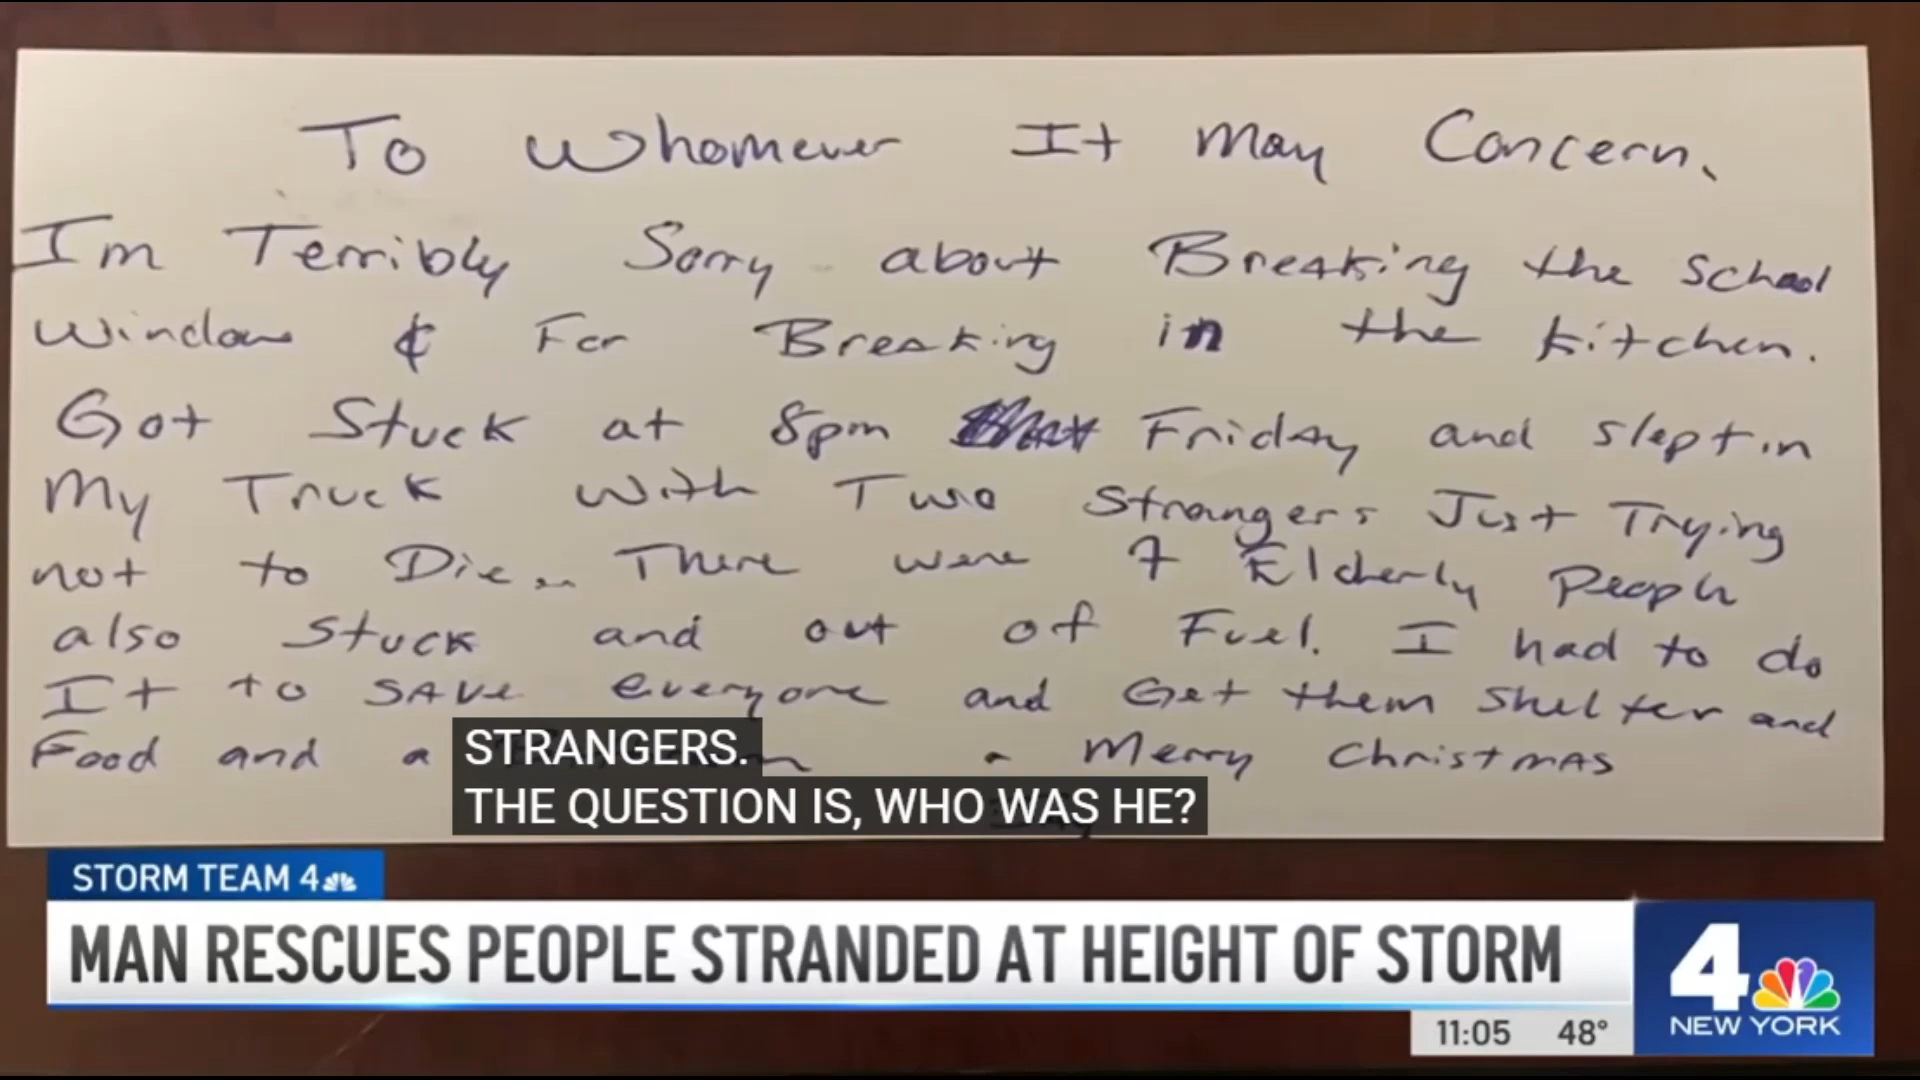 To Whomever It May Concern,
Im Terribly Sorry about Breaking the School
Window & For Breaking in the kitchen.
Got Stuck at 8pm Friday and slept in
My Truck with Two Strangers Just Trying
not to Die.. There were 7 Elderly People
also Stuck and out of Fuel. I had to do
It to SAVE everyone and Get them Shelter and
Food and a a Merry Christmas
STRANGERS.
THE QUESTION IS, WHO WAS HE?
STORM TEAM 4
MAN RESCUES PEOPLE STRANDED AT HEIGHT OF STORM
4
NEW YORK
11:05 48°